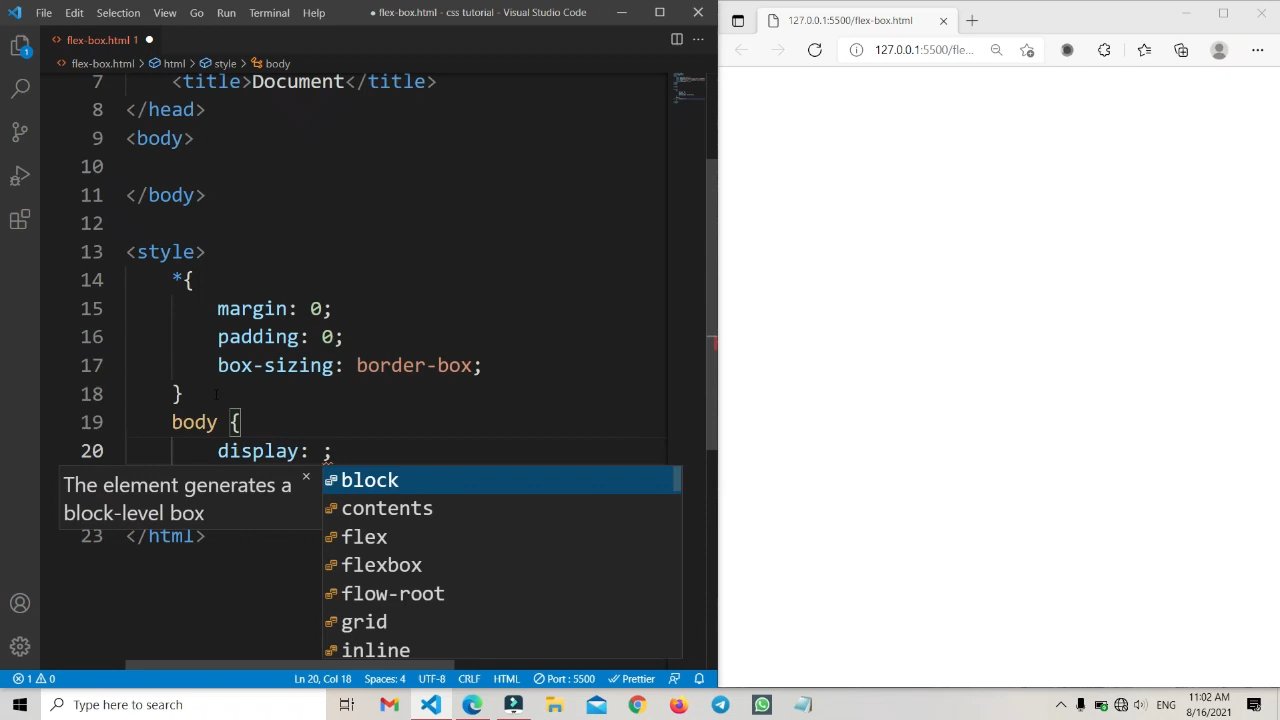 File Edit Selection View Go Run Terminal Help ● flex-box.html - css tutorial - Visual Studio Code
flex-box.html 1 ●
flex-box.html > html > style > body
7 <title>Document</title>
8 </head>
9 <body>
10
11 </body>
12
13 <style>
14 *{
15 margin: 0;
16 padding: 0;
17 box-sizing: border-box;
18 }
19 body {
20 display: ;
The element generates a
block-level box
block
contents
flex
flexbox
flow-root
grid
inline
23 </html>
1 0 Ln 20, Col 18 Spaces: 4 UTF-8 CRLF HTML Port : 5500 Prettier
127.0.0.1:5500/flex-box.html
127.0.0.1:5500/fle...
1
Type here to search
11:02 AM
8/16/2021